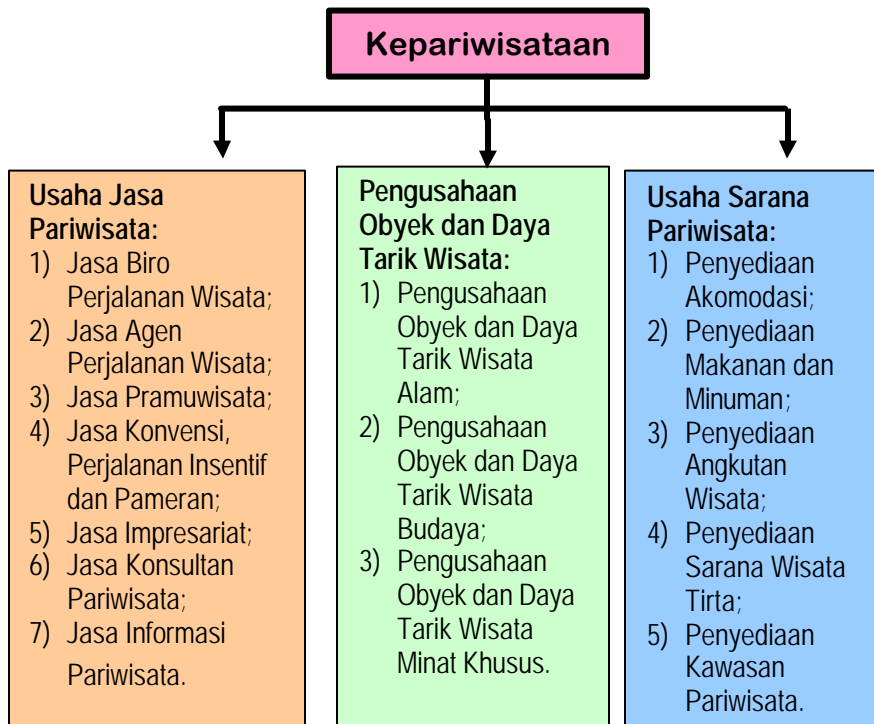 Kepariwisataan
Usaha Jasa
Pariwisata:
1) Jasa Biro
Perjalanan Wisata;
2) Jasa Agen
Perjalanan Wisata;
3) Jasa Pramuwisata;
4) Jasa Konvensi,
Perjalanan Insentif
dan Pameran;
5) Jasa Impresariat;
6) Jasa Konsultan
Pariwisata;
7) Jasa Informasi
Pariwisata.
Pengusahaan
Obyek dan Daya
Tarik Wisata:
1) Pengusahaan
Obyek dan Daya
Tarik Wisata
Alam;
2) Pengusahaan
Obyek dan Daya
Tarik Wisata
Budaya;
3) Pengusahaan
Obyek dan Daya
Tarik Wisata
Minat Khusus.
Usaha Sarana
Pariwisata:
1) Penyediaan
Akomodasi;
2) Penyediaan
Makanan dan
Minuman;
3) Penyediaan
Angkutan
Wisata;
4) Penyediaan
Sarana Wisata
Tirta;
5) Penyediaan
Kawasan
Pariwisata.